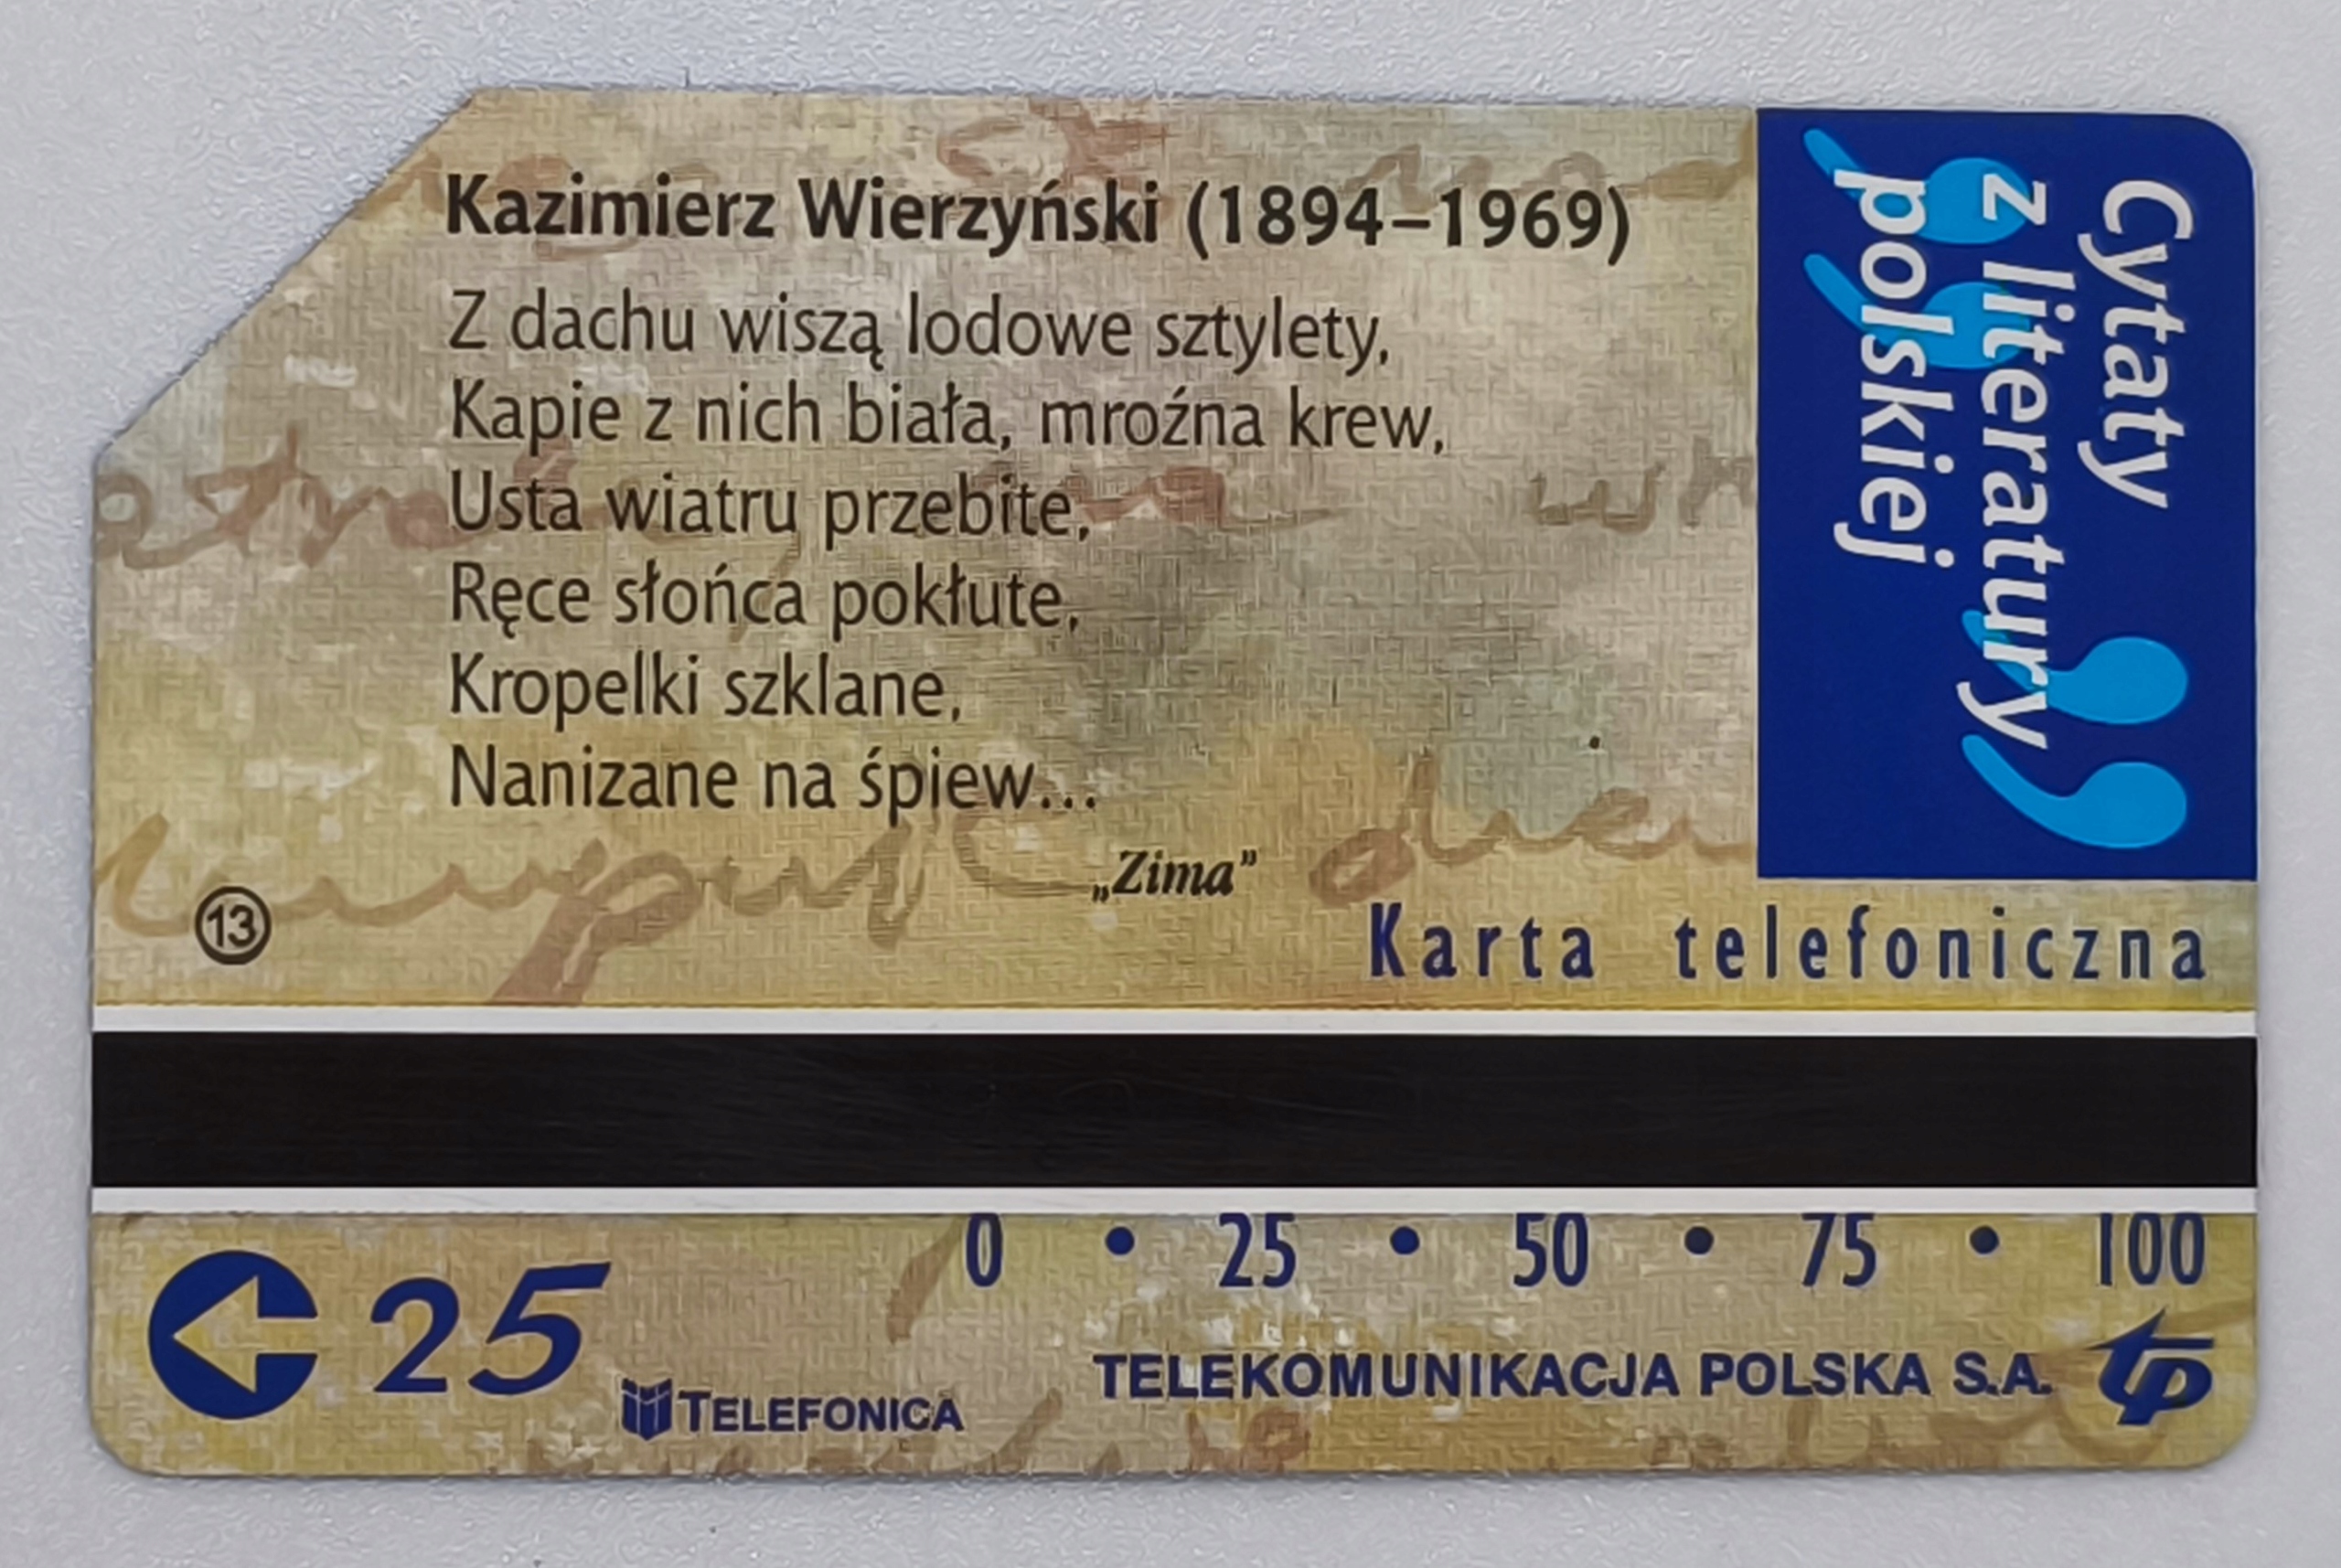 Kazimierz Wierzyński (1894–1969)
Z dachu wiszą lodowe sztylety,
Kapie z nich biała, mroźna krew,
Usta wiatru przebite,
Ręce słońca pokłute,
Kropelki szklane,
Nanizane na śpiew...
„Zima”
Cytaty
z literatury
polskiej
13
Karta telefoniczna
0 • 25 • 50 • 75 • 100
25
TELEFONICA
TELEKOMUNIKACJA POLSKA S.A.
tp